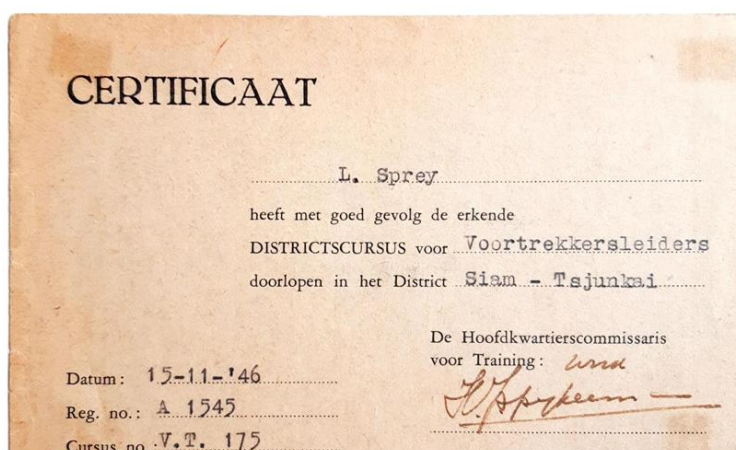 CERTIFICAAT
L. Sprey
heeft met goed gevolg de erkende
DISTRICTSCURSUS voor Voortrekkersleiders
doorlopen in het District Siam - Tsjunkai
De Hoofdkwartierscommissaris
voor Training: wnd
Datum: 15-11-'46
Reg. no.: A 1545
Cursus no.: V.T. 175